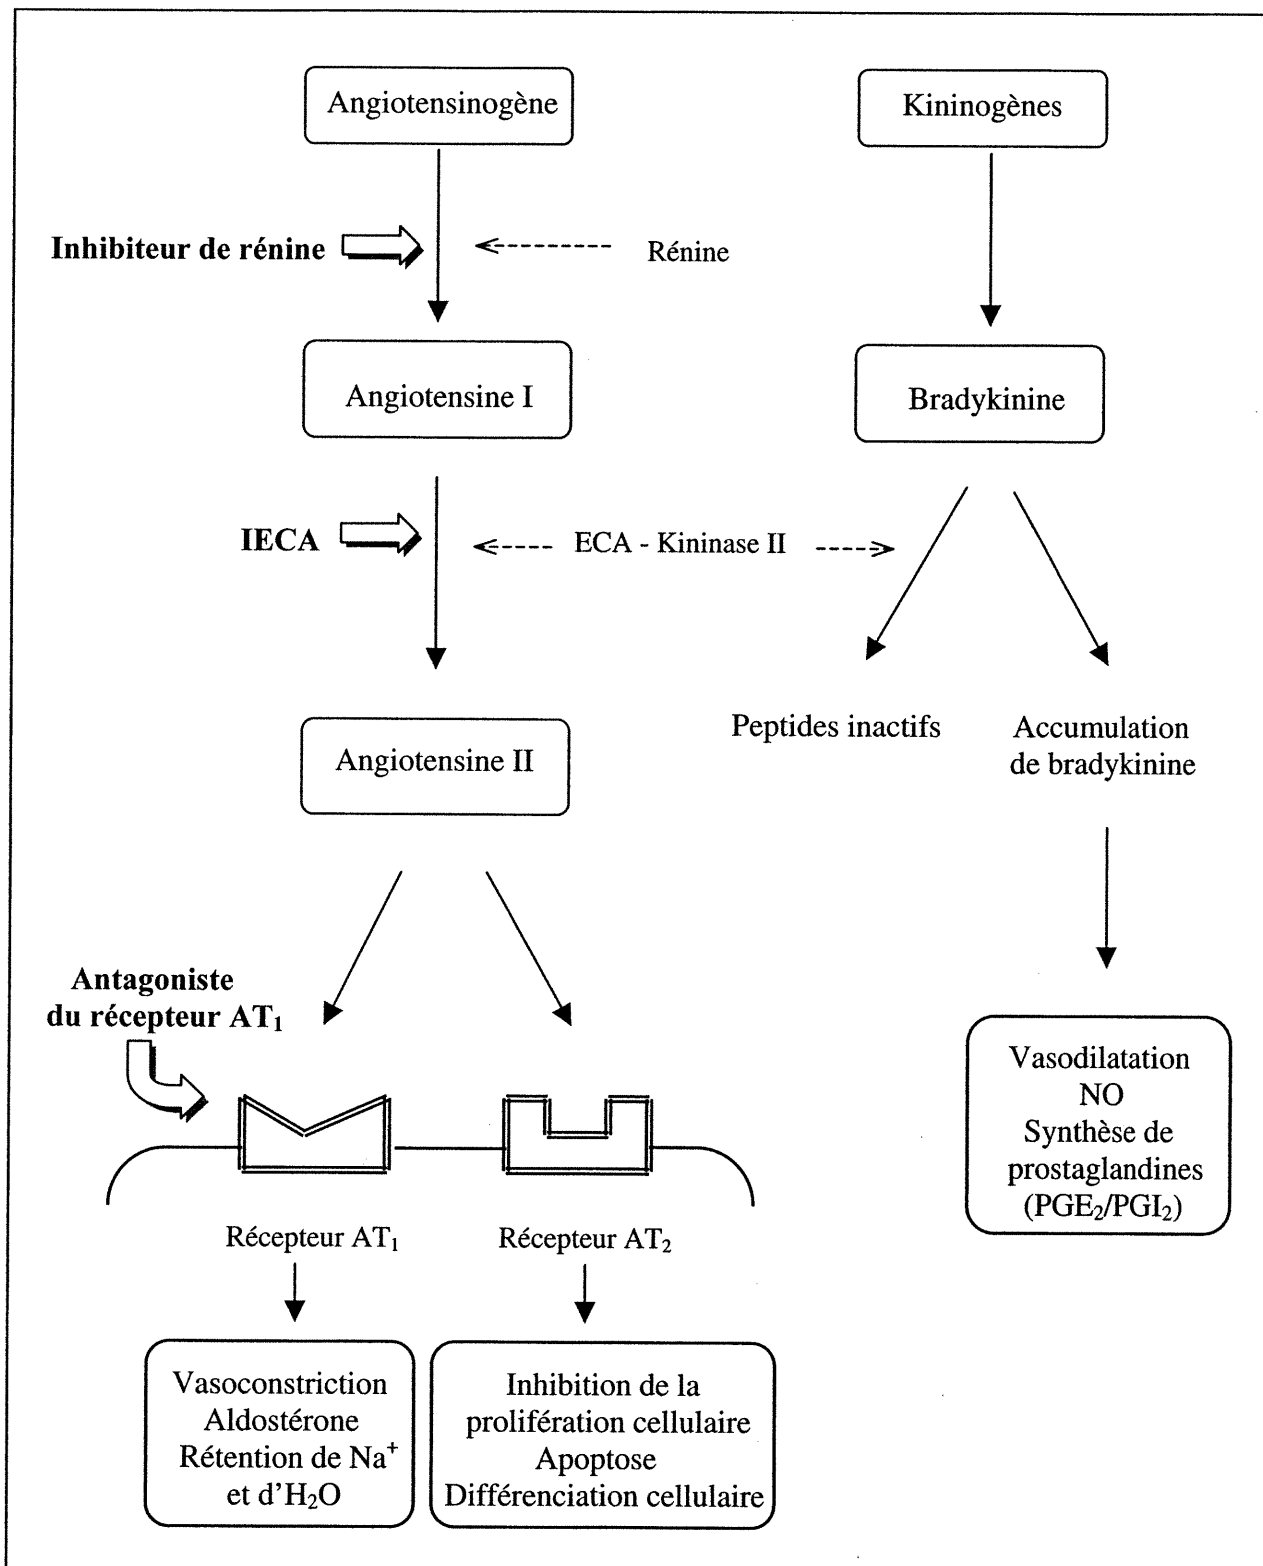 Angiotensinogène
Kininogènes
Inhibiteur de rénine
Rénine
Angiotensine I
Bradykinine
IECA
ECA - Kininase II
Peptides inactifs
Accumulation
de bradykinine
Angiotensine II
Antagoniste
du récepteur AT₁
Vasodilatation
NO
Synthèse de
prostaglandines
(PGE₂/PGI₂)
Récepteur AT₁
Récepteur AT₂
Vasoconstriction
Aldostérone
Rétention de Na⁺
et d'H₂O
Inhibition de la
prolifération cellulaire
Apoptose
Différenciation cellulaire